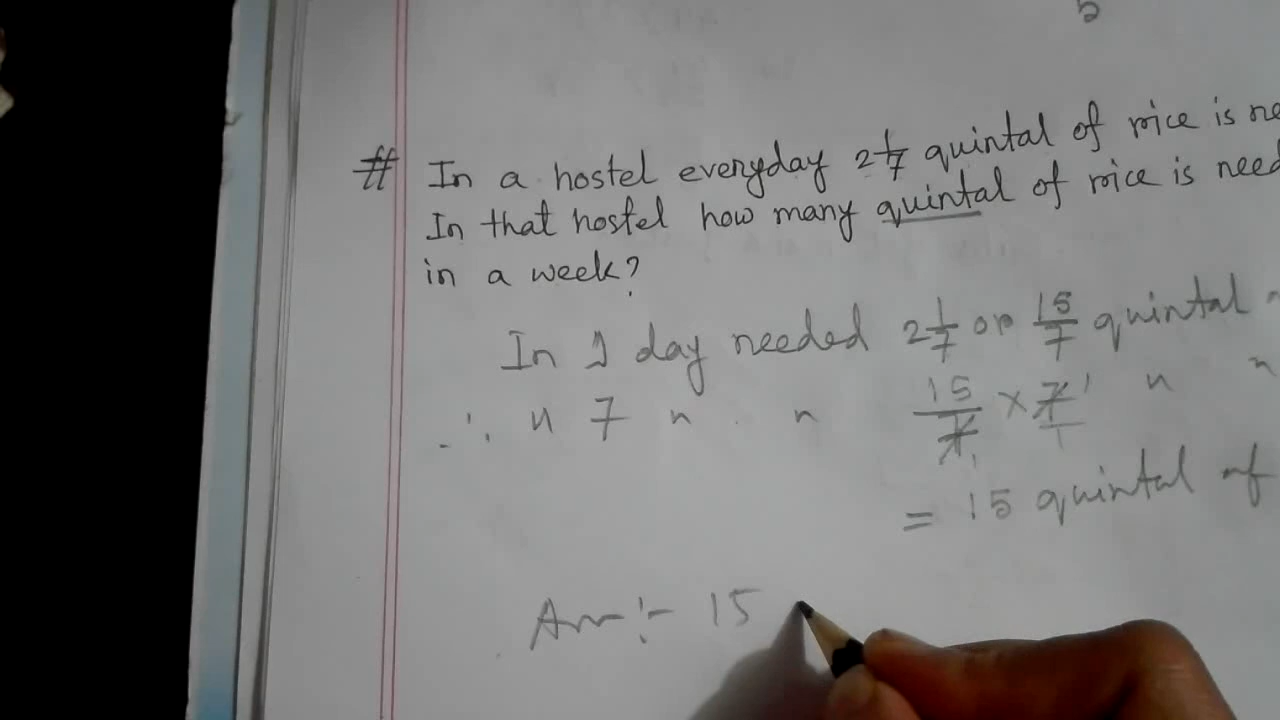 # In a hostel everyday 2 1/7 quintal of rice is
In that hostel how many quintal of rice is
in a week?
In 1 day needed 2 1/7 or 15/7 quintal
∴ " 7 " " 15/7 × 7/1 " "
= 15 quintal of
Ans:- 15